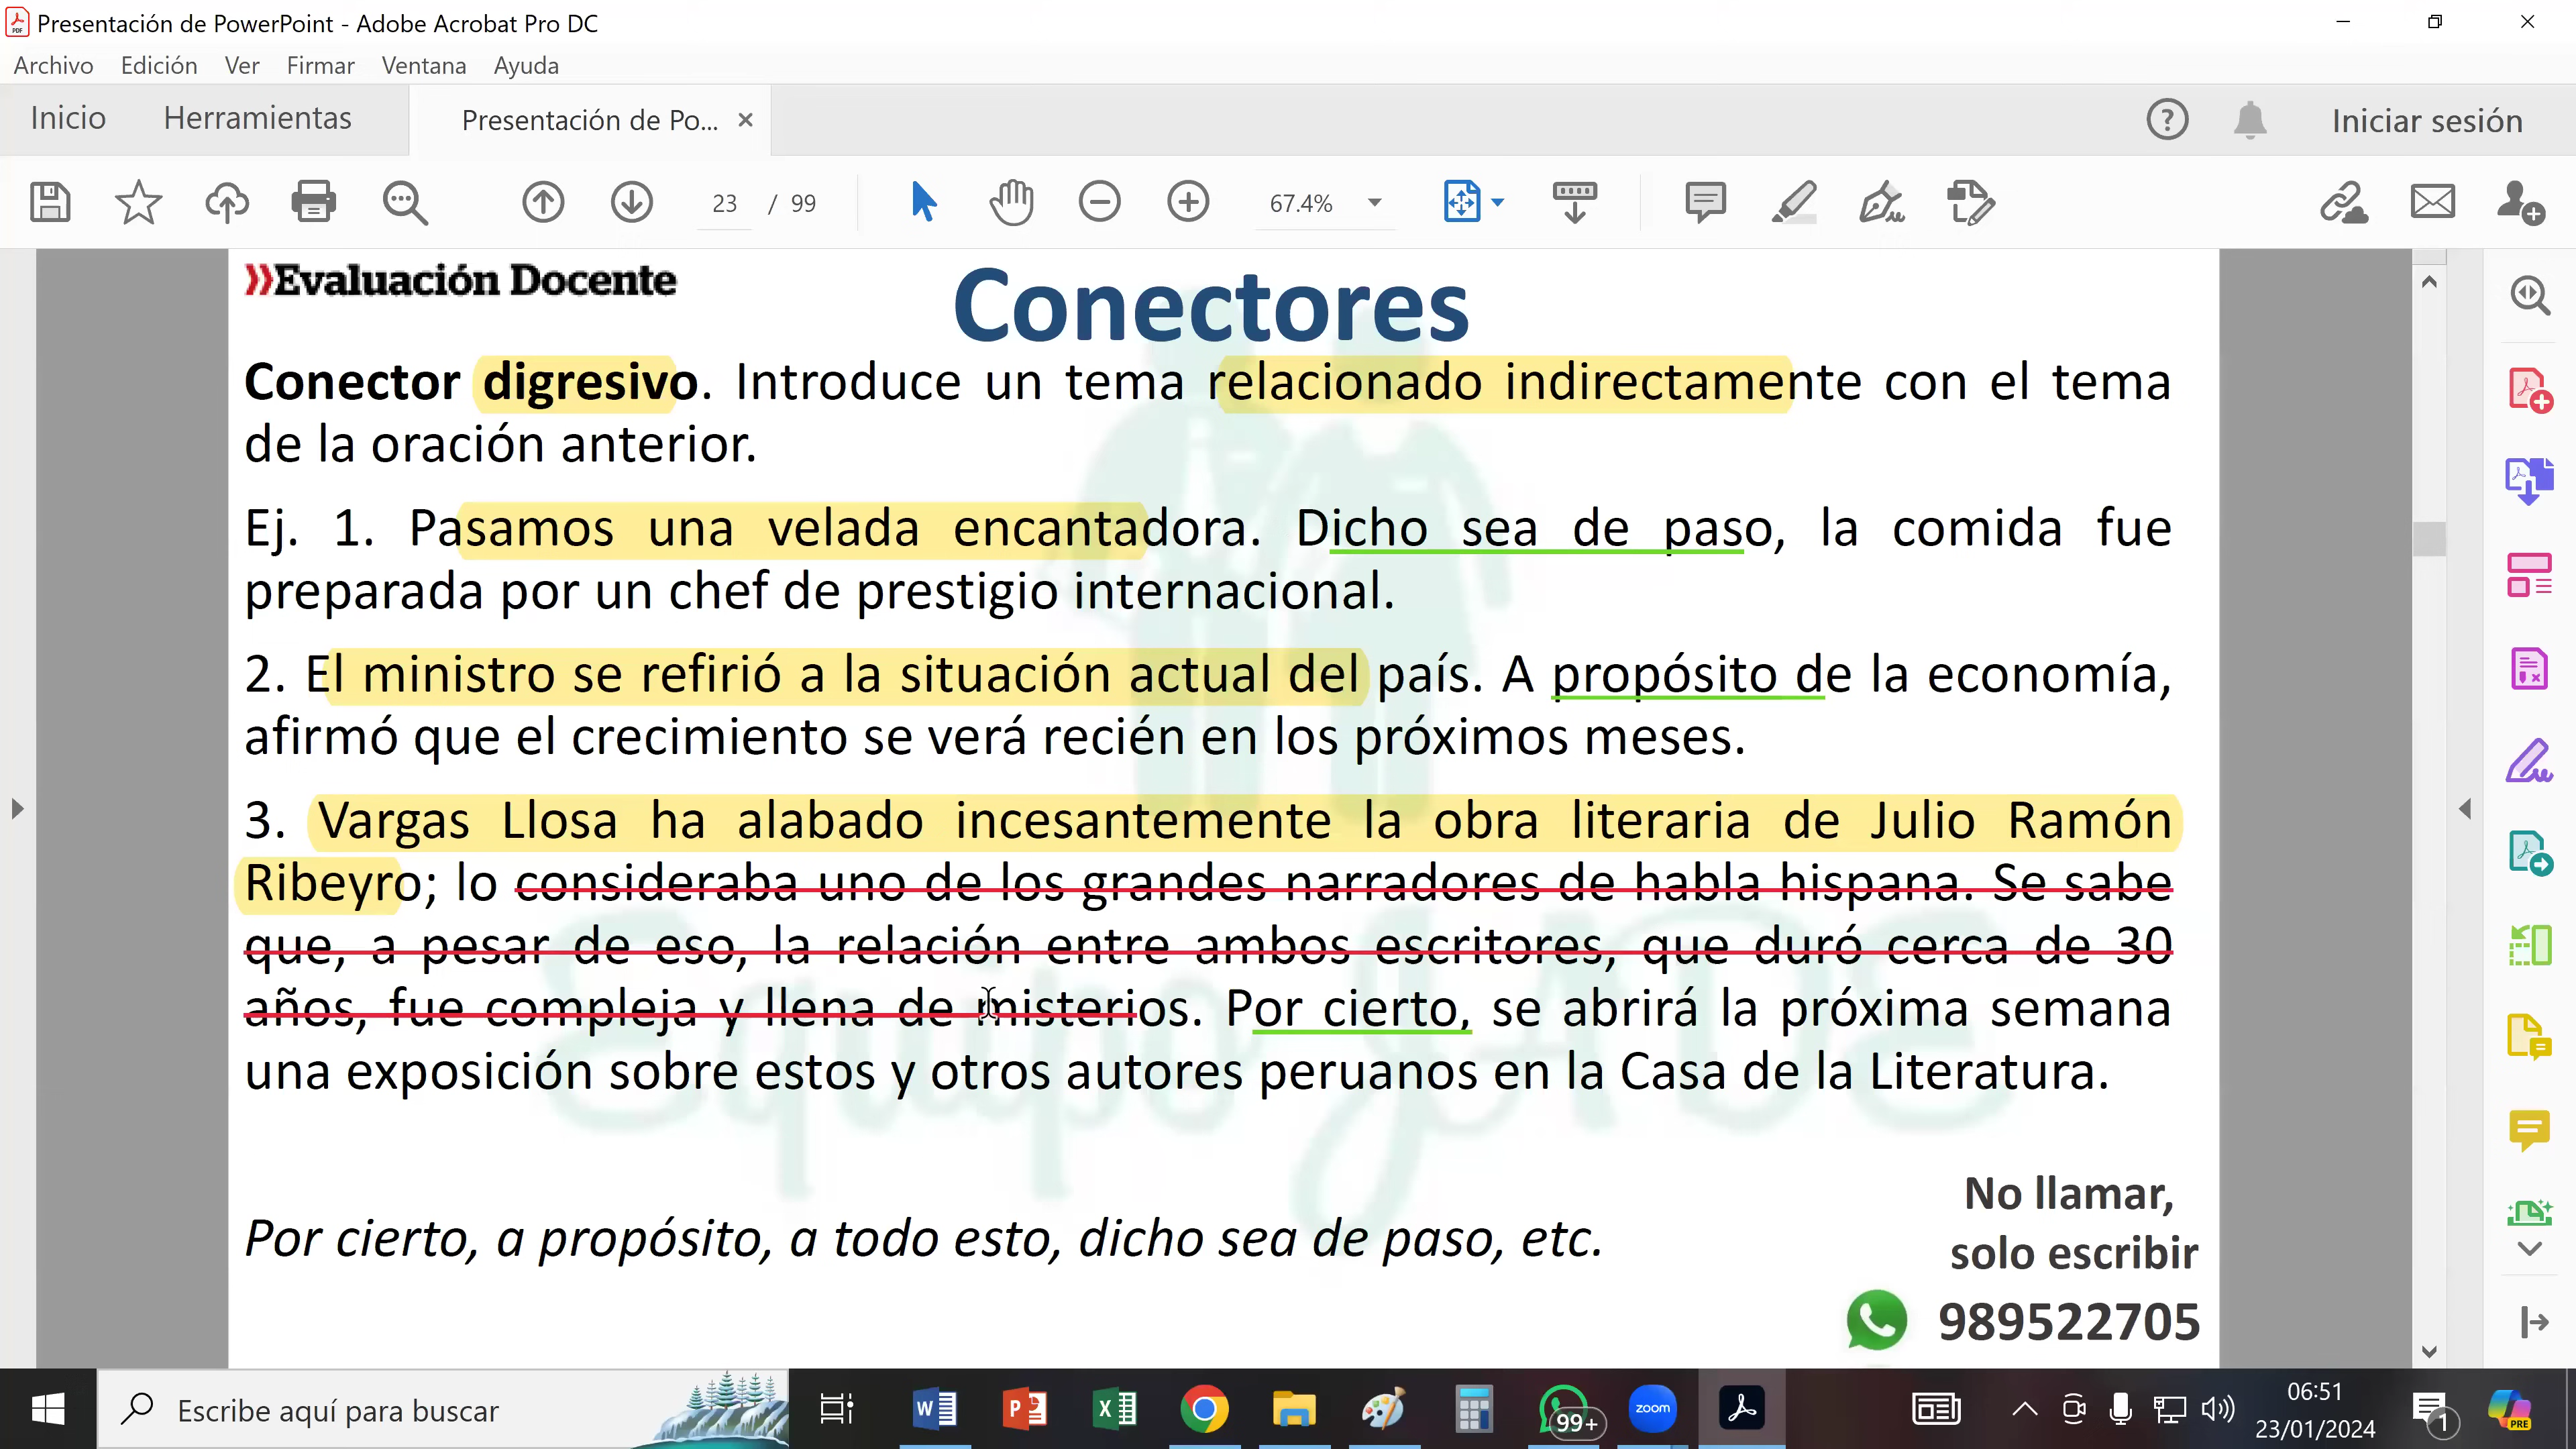 Presentación de PowerPoint - Adobe Acrobat Pro DC
Archivo Edición Ver Firmar Ventana Ayuda
Inicio Herramientas Presentación de Po... × Iniciar sesión
23 / 99 67.4%
»Evaluación Docente
Conectores
Conector digresivo. Introduce un tema relacionado indirectamente con el tema
de la oración anterior.
Ej. 1. Pasamos una velada encantadora. Dicho sea de paso, la comida fue
preparada por un chef de prestigio internacional.
2. El ministro se refirió a la situación actual del país. A propósito de la economía,
afirmó que el crecimiento se verá recién en los próximos meses.
3. Vargas Llosa ha alabado incesantemente la obra literaria de Julio Ramón
Ribeyro; lo consideraba uno de los grandes narradores de habla hispana. Se sabe
que, a pesar de eso, la relación entre ambos escritores, que duró cerca de 30
años, fue compleja y llena de misterios. Por cierto, se abrirá la próxima semana
una exposición sobre estos y otros autores peruanos en la Casa de la Literatura.
Equipo JADE
Por cierto, a propósito, a todo esto, dicho sea de paso, etc.
No llamar,
solo escribir
989522705
Escribe aquí para buscar
99+
zoom
06:51
23/01/2024
1
PRE